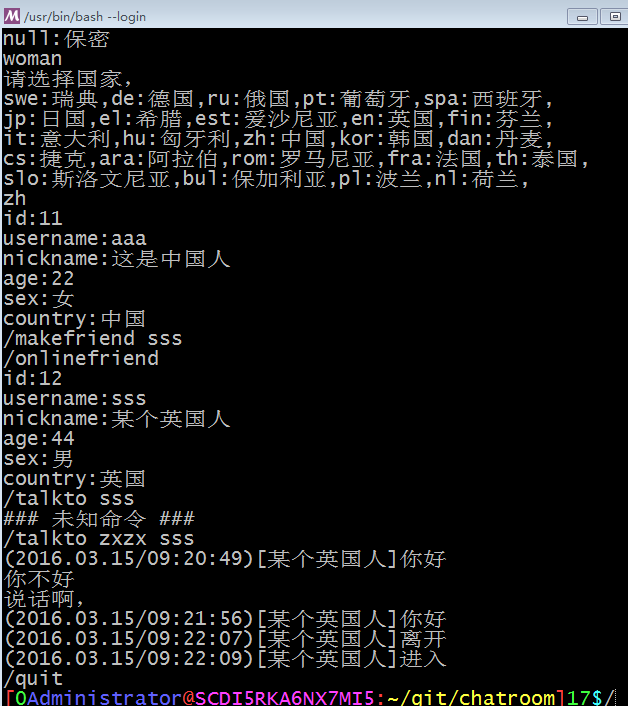 /usr/bin/bash --login
null:保密
woman
请选择国家,
swe:瑞典,de:德国,ru:俄国,pt:葡萄牙,spa:西班牙,
jp:日国,el:希腊,est:爱沙尼亚,en:英国,fin:芬兰,
it:意大利,hu:匈牙利,zh:中国,kor:韩国,dan:丹麦,
cs:捷克,ara:阿拉伯,rom:罗马尼亚,fra:法国,th:泰国,
slo:斯洛文尼亚,bul:保加利亚,pl:波兰,nl:荷兰,
zh
id:11
username:aaa
nickname:这是中国人
age:22
sex:女
country:中国
/makefriend sss
/onlinefriend
id:12
username:sss
nickname:某个英国人
age:44
sex:男
country:英国
/talkto sss
### 未知命令 ###
/talkto zxzx sss
(2016.03.15/09:20:49)[某个英国人]你好
你不好
说话啊,
(2016.03.15/09:21:56)[某个英国人]你好
(2016.03.15/09:22:07)[某个英国人]离开
(2016.03.15/09:22:09)[某个英国人]进入
/quit
[0Administrator@SCDI5RKA6NX7MI5:~/git/chatroom]17$/